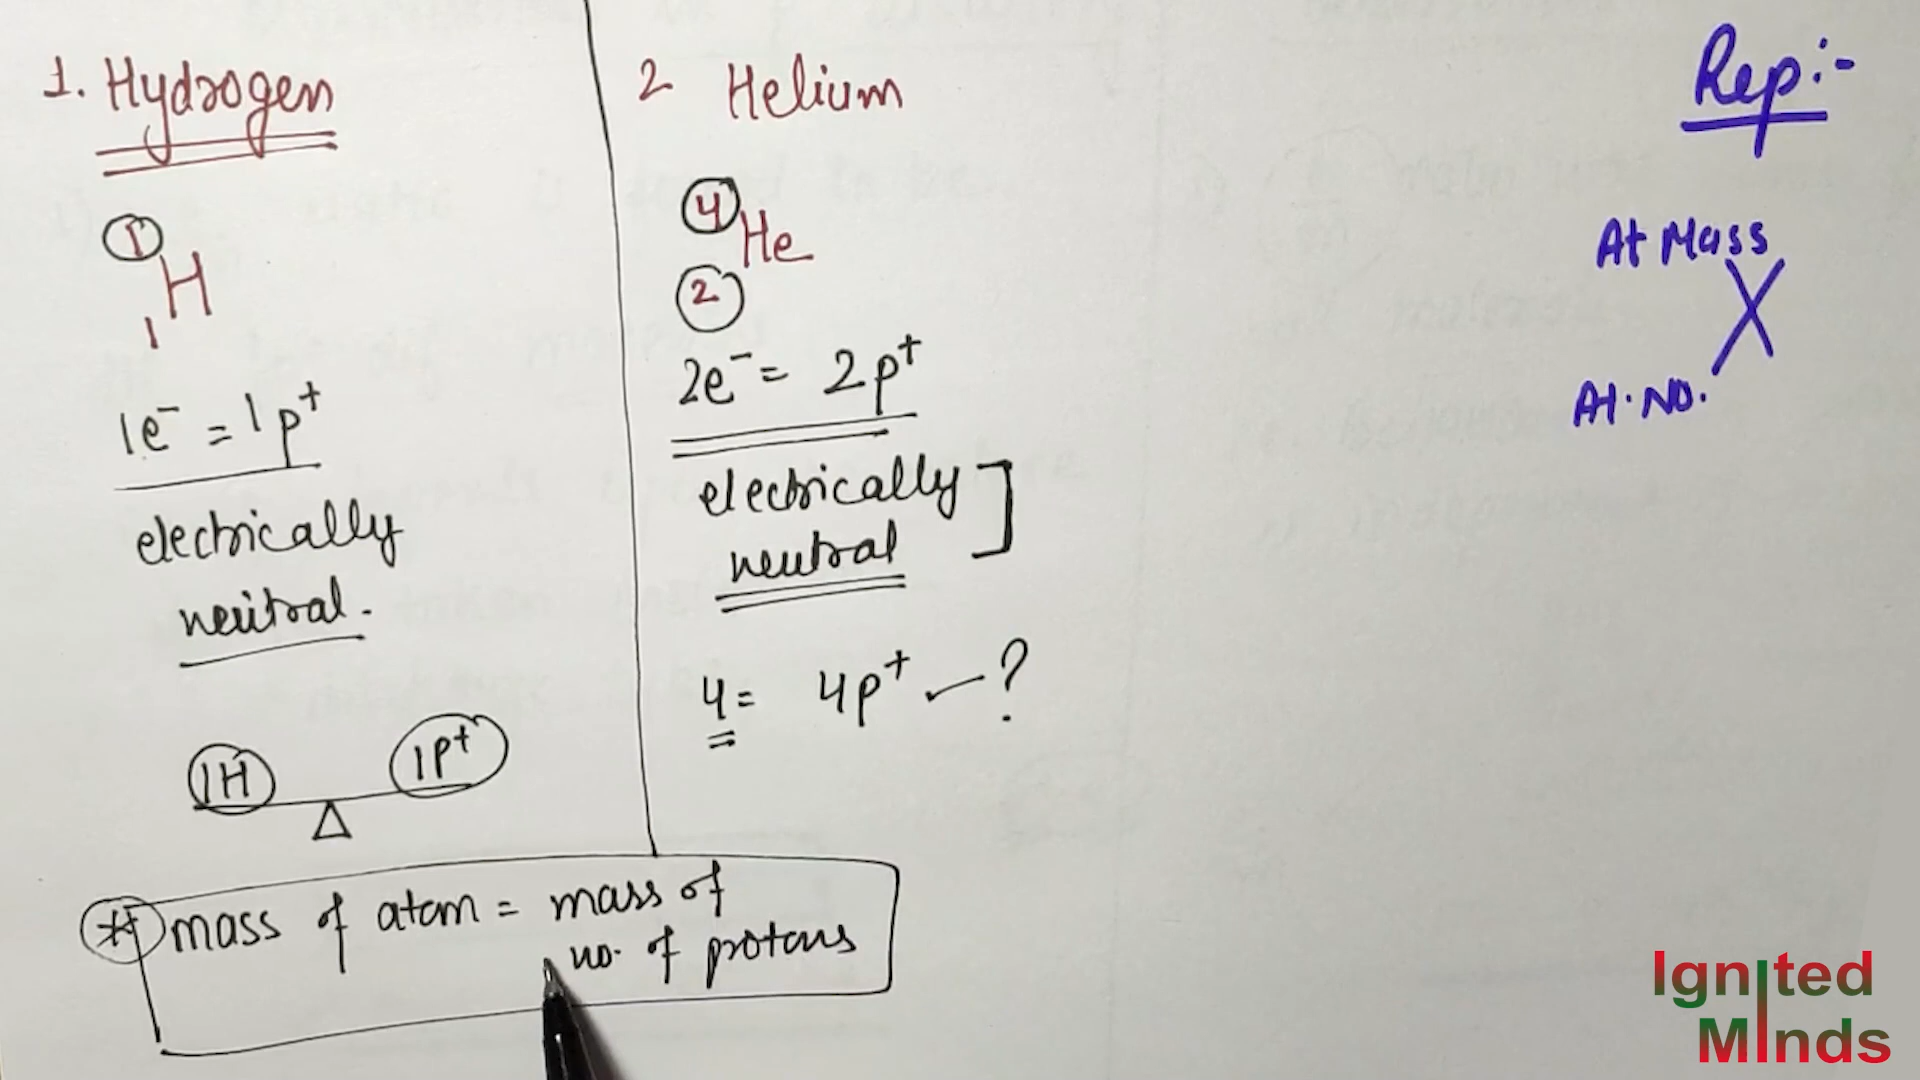 1. Hydrogen
1
H
1
1e⁻ = 1p⁺
electrically
neutral.
1H
1P⁺
2 Helium
4
He
2
2e⁻ = 2p⁺
electrically
neutral
4 = 4p⁺ - ?
* mass of atom = mass of
no. of protons
Rep:-
At Mass
X
At. No.
Ignited
Minds